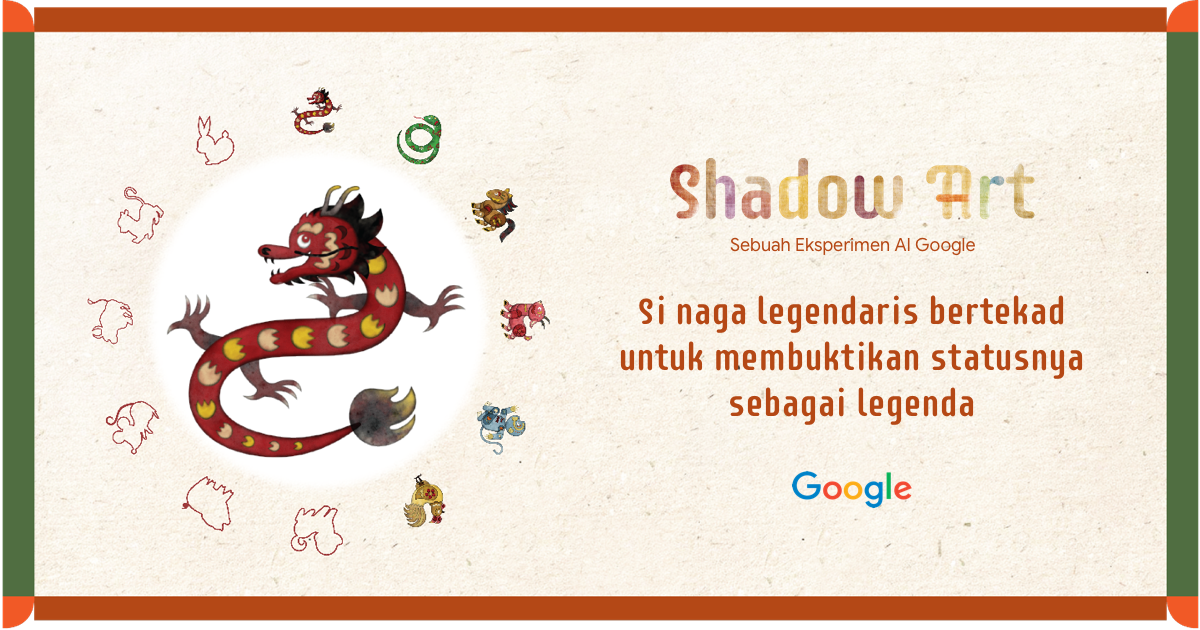 Shadow Art
Sebuah Eksperimen AI Google
Si naga legendaris bertekad
untuk membuktikan statusnya
sebagai legenda
Google